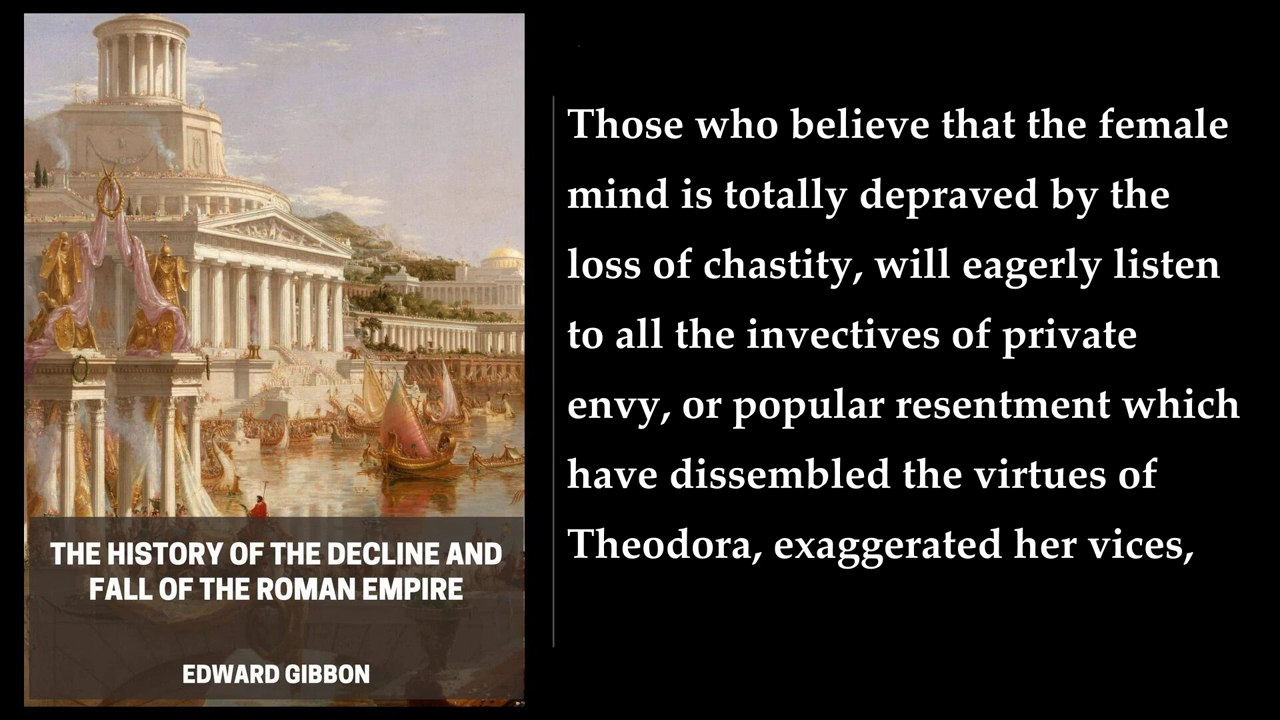 THE HISTORY OF THE DECLINE AND
FALL OF THE ROMAN EMPIRE
EDWARD GIBBON
Those who believe that the female
mind is totally depraved by the
loss of chastity, will eagerly listen
to all the invectives of private
envy, or popular resentment which
have dissembled the virtues of
Theodora, exaggerated her vices,